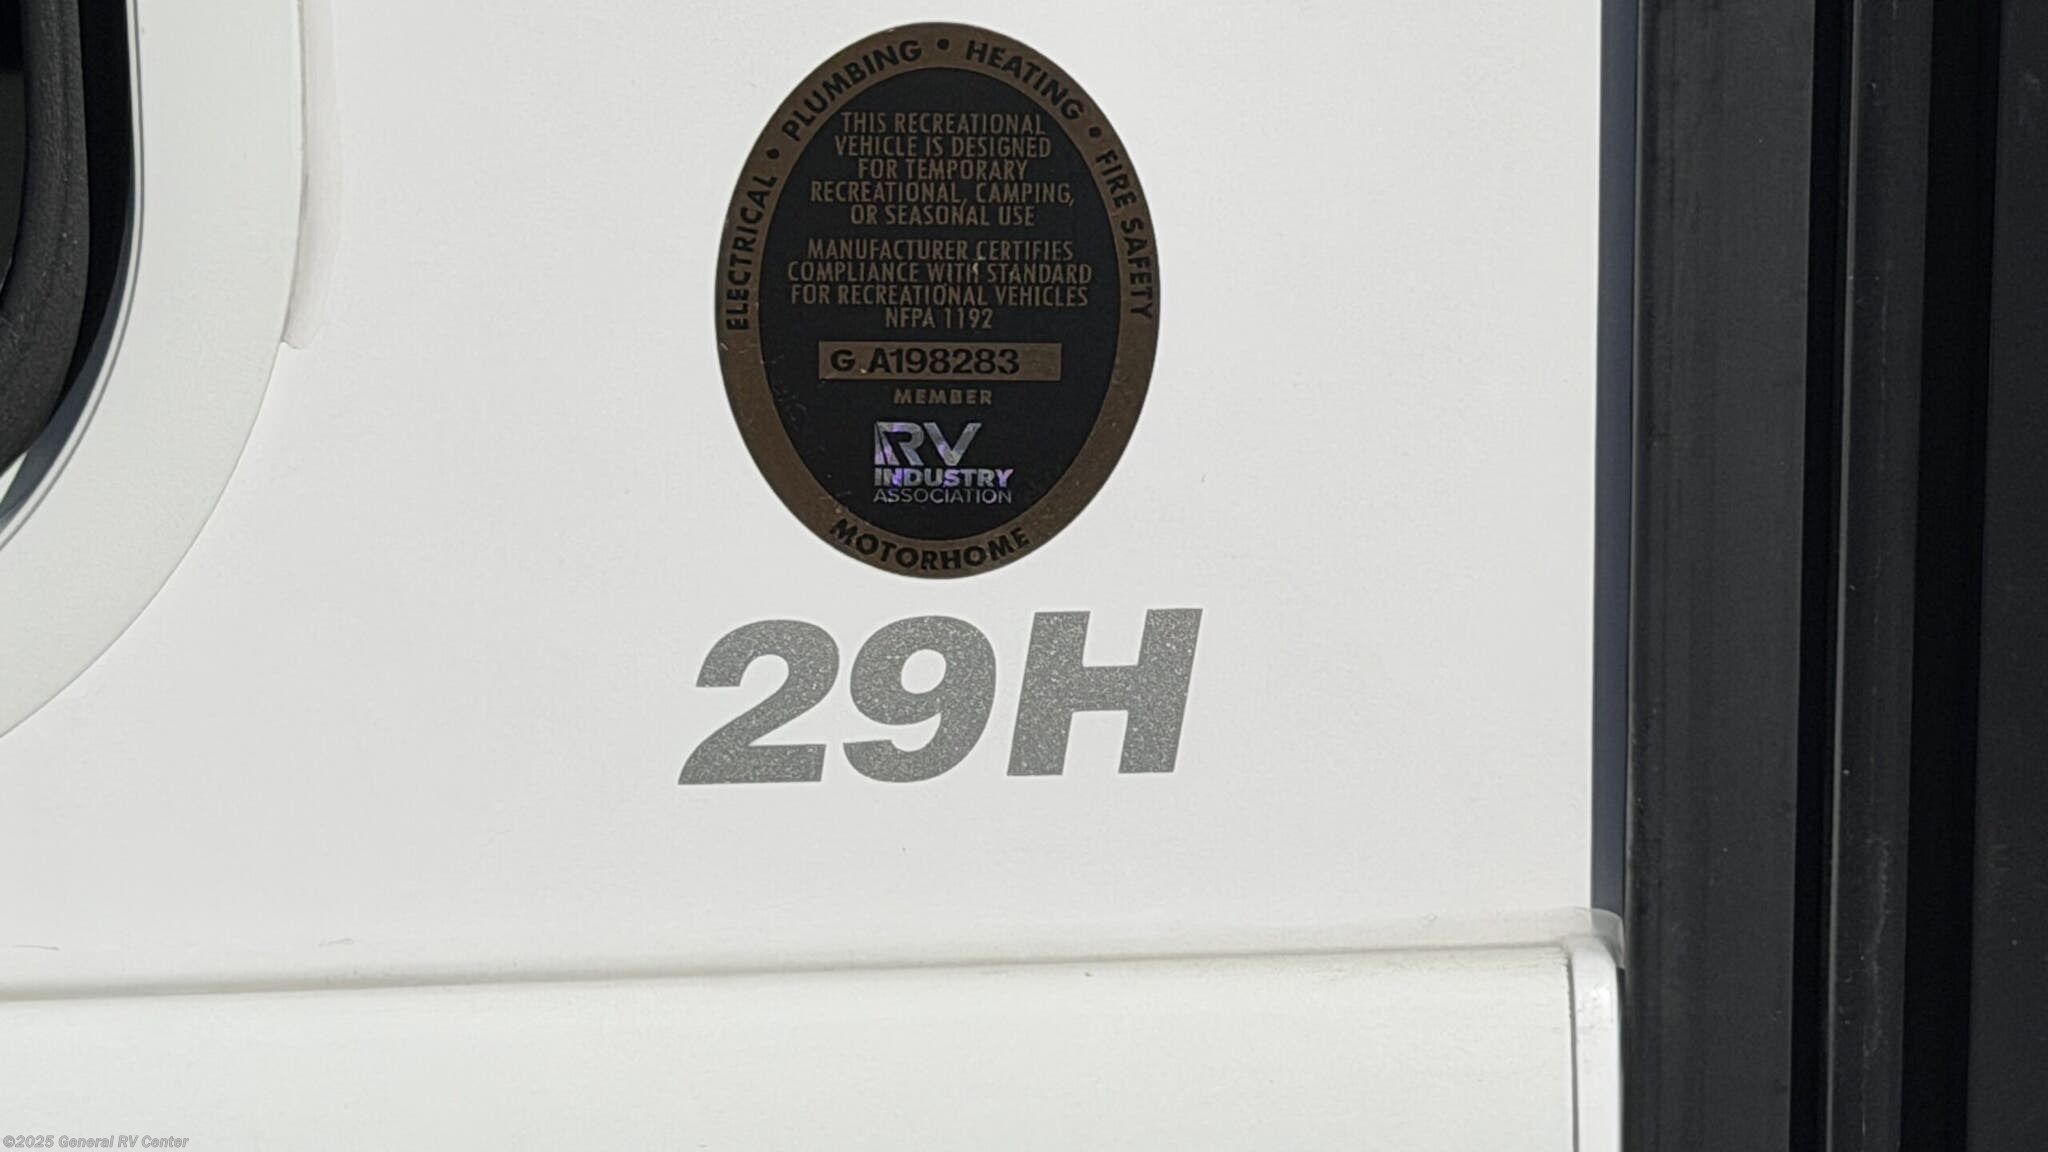 ELECTRICAL • PLUMBING • HEATING • FIRE SAFETY
THIS RECREATIONAL
VEHICLE IS DESIGNED
FOR TEMPORARY
RECREATIONAL, CAMPING,
OR SEASONAL USE
MANUFACTURER CERTIFIES
COMPLIANCE WITH STANDARD
FOR RECREATIONAL VEHICLES
NFPA 1192
G.A198283
MEMBER
RV
INDUSTRY
ASSOCIATION
MOTORHOME
29H
©2025 General RV Center